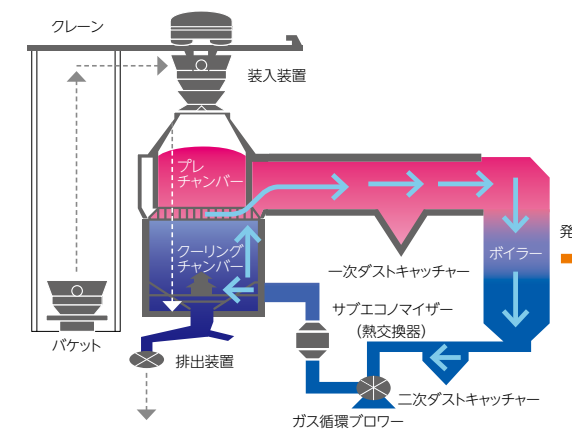 クレーン
装入装置
プレ
チャンバー
クーリング
チャンバー
ボイラー
発
一次ダストキャッチャー
サブエコノマイザー
(熱交換器)
バケット
排出装置
二次ダストキャッチャー
ガス循環ブロワー